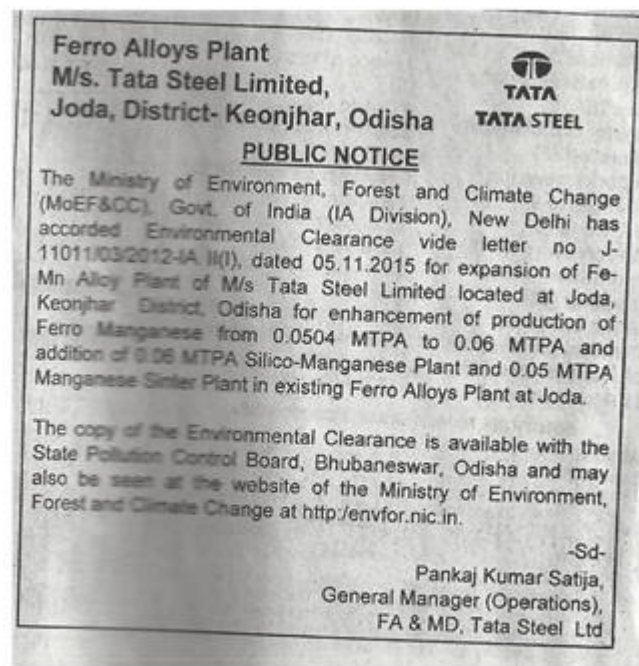 Ferro Alloys Plant
M/s. Tata Steel Limited,
Joda, District- Keonjhar, Odisha
TATA
TATA STEEL
PUBLIC NOTICE
The Ministry of Environment, Forest and Climate Change
(MoEF&CC), Govt. of India (IA Division), New Delhi has
accorded Environmental Clearance vide letter no J-
11011/03/2012-IA II(I), dated 05.11.2015 for expansion of Fe-
Mn Alloy Plant of M/s Tata Steel Limited located at Joda,
Keonjhar District, Odisha for enhancement of production of
Ferro Manganese from 0.0504 MTPA to 0.06 MTPA and
addition of 0.06 MTPA Silico-Manganese Plant and 0.05 MTPA
Manganese Sinter Plant in existing Ferro Alloys Plant at Joda.
The copy of the Environmental Clearance is available with the
State Pollution Control Board, Bhubaneswar, Odisha and may
also be seen at the website of the Ministry of Environment,
Forest and Climate Change at http:/envfor.nic.in.
-Sd-
Pankaj Kumar Satija,
General Manager (Operations),
FA & MD, Tata Steel Ltd